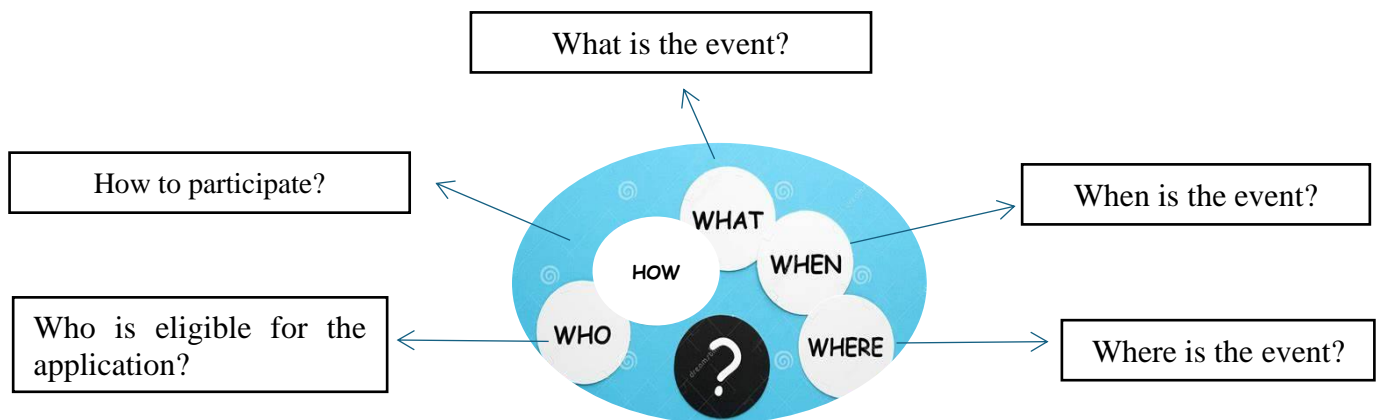 What is the event?
How to participate?
When is the event?
WHAT
HOW
WHEN
Who is eligible for the
application?
WHO
?
WHERE
Where is the event?